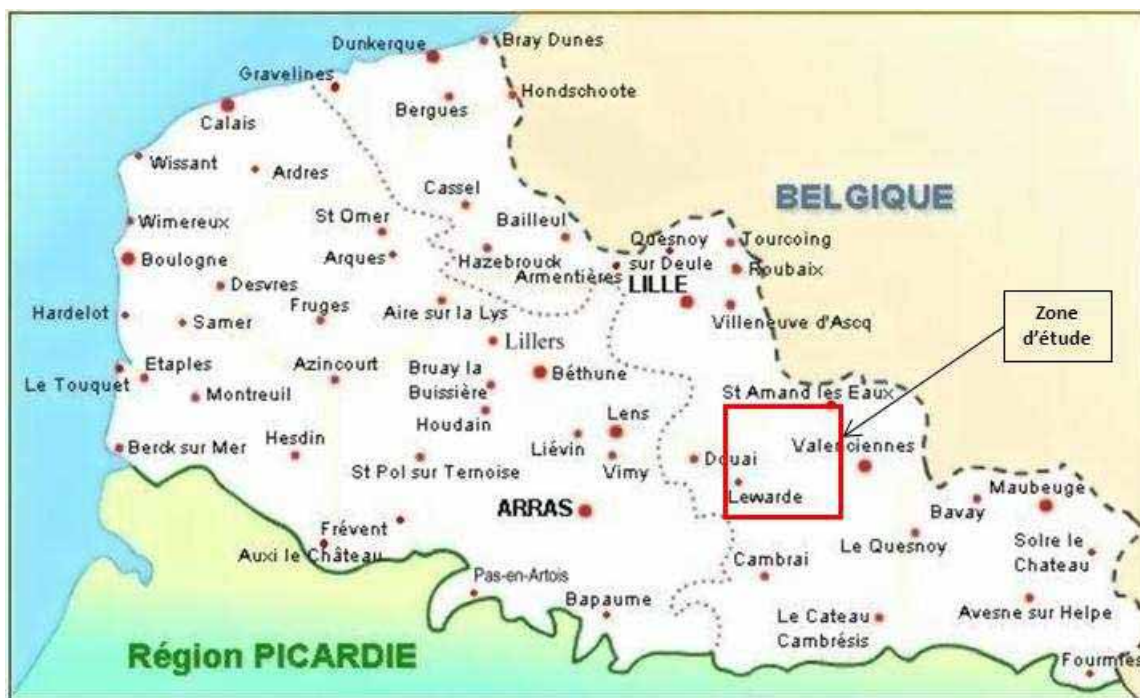 Dunkerque
Bray Dunes
Gravelines
Bergues
Hondschoote
Calais
Wissant
Ardres
Cassel
BELGIQUE
Wimereux
St Omer
Bailleul
Quesnoy
sur Deule
Tourcoing
Boulogne
Arques
Hazebrouck
Armentières
LILLE
Roubaix
Desvres
Hardelot
Samer
Fruges
Aire sur la Lys
Villeneuve d'Ascq
Zone
d'étude
Lillers
Etaples
Azincourt
Bruay la
Buissière
Béthune
Le Touquet
Montreuil
St Amand les Eaux
Houdain
Lens
Berck sur Mer
Hesdin
Liévin
Valenciennes
St Pol sur Ternoise
Vimy
Douai
Lewarde
Maubeuge
ARRAS
Bavay
Frévent
Auxi le Château
Le Quesnoy
Solre le
Chateau
Pas-en-Artois
Cambrai
Bapaume
Le Cateau
Cambrésis
Avesne sur Helpe
Région PICARDIE
Fourmies